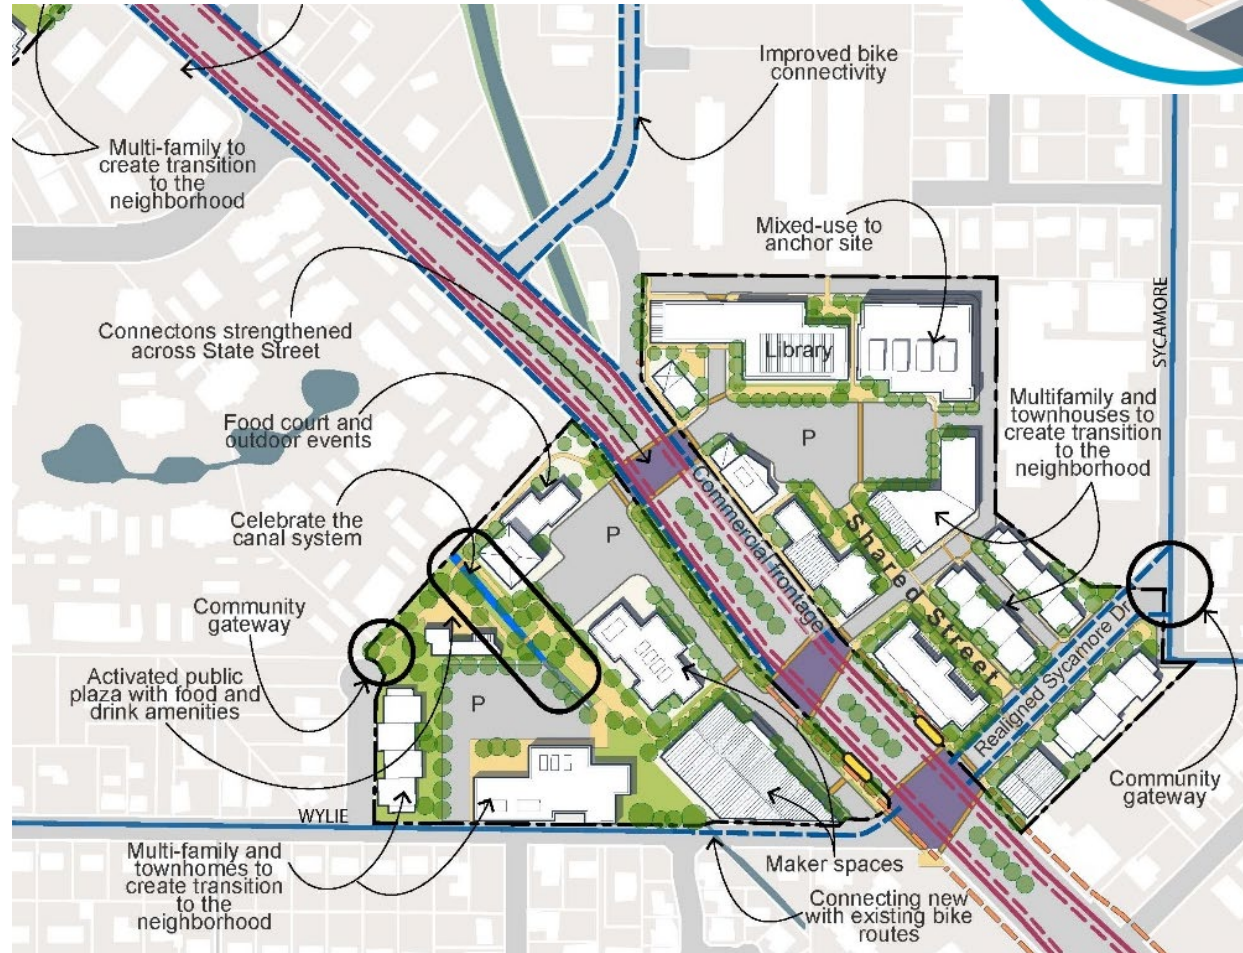 Improved bike
connectivity
Multi-family to
create transition
to the
neighborhood
Mixed-use to
anchor site
SYCAMORE
Connectons strengthened
across State Street
Library
Multifamily and
townhouses to
create transition
to the
neighborhood
Food court and
outdoor events
P
Commercial frontage
Shared Street
Celebrate the
canal system
P
Community
gateway
Activated public
plaza with food and
drink amenities
P
Realigned Sycamore Dr.
Community
gateway
WYLIE
Multi-family and
townhomes to
create transition
to the
neighborhood
Maker spaces
Connecting new
with existing bike
routes